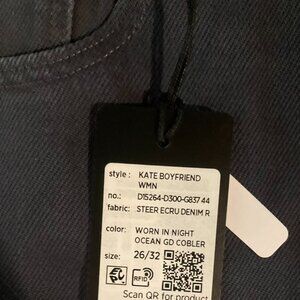 style : KATE BOYFRIEND
WMN
no.: D15264-D300-G837 44
fabric: STEER ECRU DENIM R
color: WORN IN NIGHT
OCEAN GD COBLER
size: 26/32
RFID
Scan QR for product